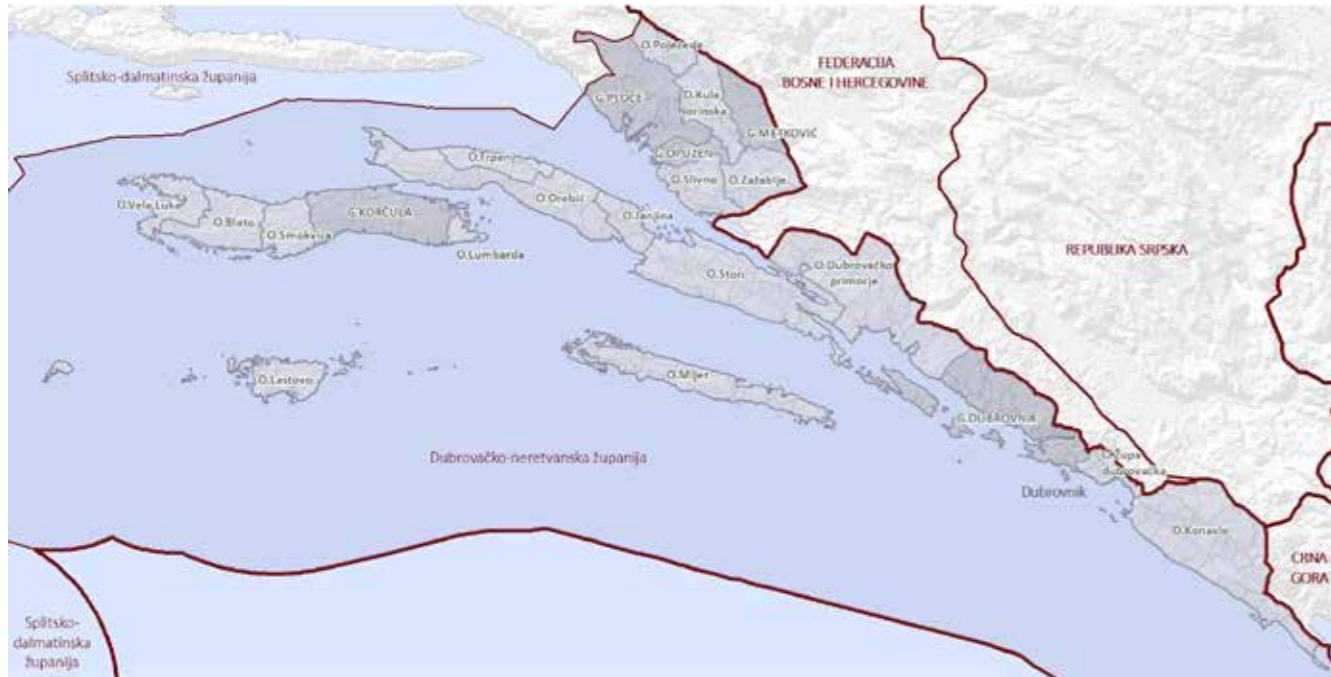 Splitsko-dalmatinska županija
FEDERACIJA
BOSNE I HERCEGOVINE
REPUBLIKA SRPSKA
O.Pojezerje
G.PLOČE
O.Kula
Norinska
G.METKOVIĆ
G.OPUZEN
O.Slivno
O.Zažablje
O.Trpanj
O.Orebić
O.Janjina
O.Vela Luka
O.Blato
O.Smokvica
G.KORČULA
O.Lumbarda
O.Ston
O.Dubrovačko
primorje
O.Lastovo
O.Mljet
G.DUBROVNIK
O.Župa
dubrovačka
Dubrovačko-neretvanska županija
Dubrovnik
O.Konavle
CRNA
GORA
Splitsko-
dalmatinska
županija